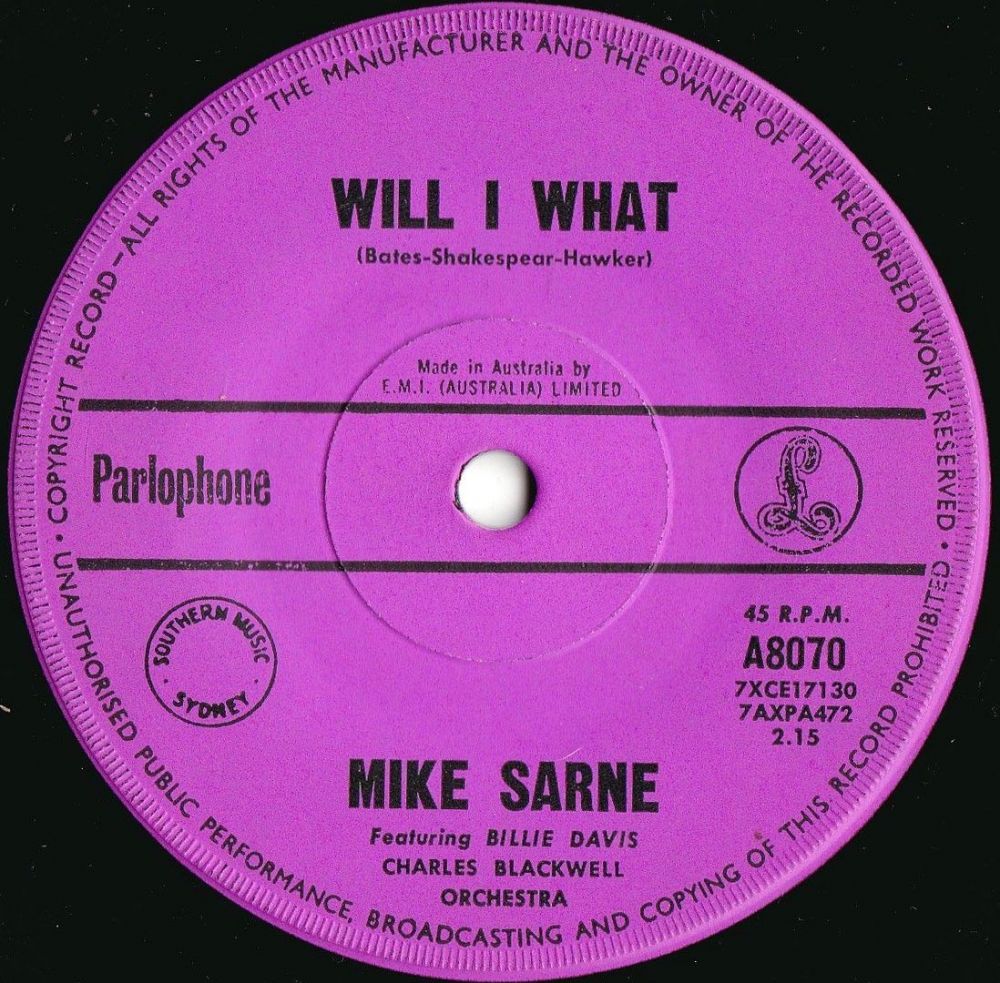 COPYRIGHT RECORD—ALL RIGHTS OF THE MANUFACTURER AND THE OWNER OF THE RECORDED WORK RESERVED •
WILL I WHAT
(Bates-Shakespear-Hawker)
Made in Australia by
E.M.I. (AUSTRALIA) LIMITED
Parlophone
£
SOUTHERN MUSIC
• SYDNEY •
45 R.P.M.
A8070
7XCE17130
7AXPA472
2.15
MIKE SARNE
Featuring BILLIE DAVIS
CHARLES BLACKWELL
ORCHESTRA
UNAUTHORISED PUBLIC PERFORMANCE, BROADCASTING AND COPYING OF THIS RECORD PROHIBITED •